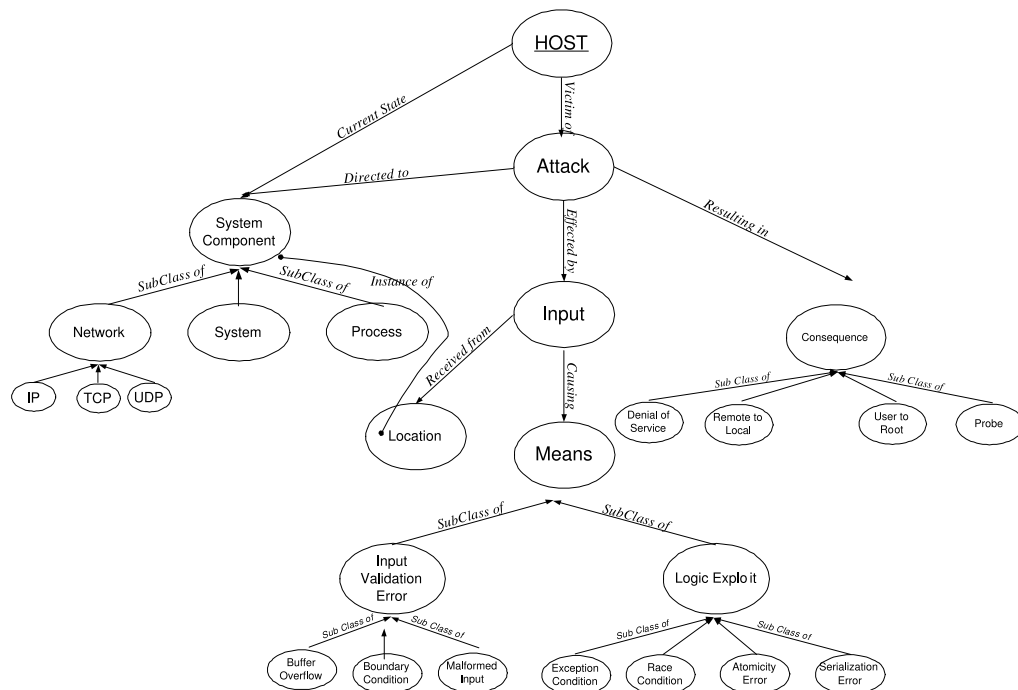 HOST
Current State
Victim of
Attack
Directed to
Resulting in
System
Component
Effected by
SubClass of
SubClass of
Instance of
Network
System
Process
Input
Consequence
Received from
Causing
IP
TCP
UDP
Sub Class of
Sub Class of
Denial of
Service
Remote to
Local
User to
Root
Probe
Location
Means
SubClass of
SubClass of
Input
Validation
Error
Logic Exploit
Sub Class of
Sub Class of
Sub Class of
Sub Class of
Buffer
Overflow
Boundary
Condition
Malformed
Input
Exception
Condition
Race
Condition
Atomicity
Error
Serialization
Error